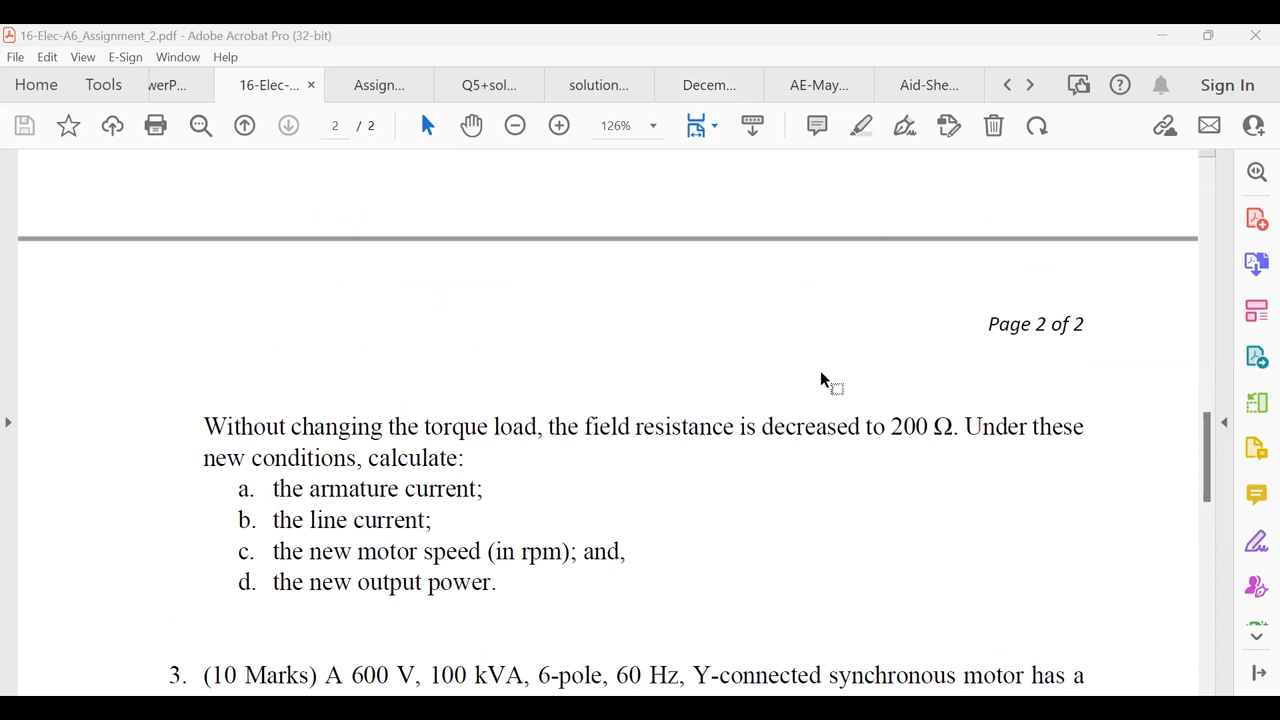 16-Elec-A6_Assignment_2.pdf - Adobe Acrobat Pro (32-bit)
File Edit View E-Sign Window Help
Home Tools werP... 16-Elec-... × Assign... Q5+sol... solution... Decem... AE-May... Aid-She... Sign In
2 / 2 126%
Page 2 of 2
Without changing the torque load, the field resistance is decreased to 200 Ω. Under these
new conditions, calculate:
a. the armature current;
b. the line current;
c. the new motor speed (in rpm); and,
d. the new output power.
3. (10 Marks) A 600 V, 100 kVA, 6-pole, 60 Hz, Y-connected synchronous motor has a